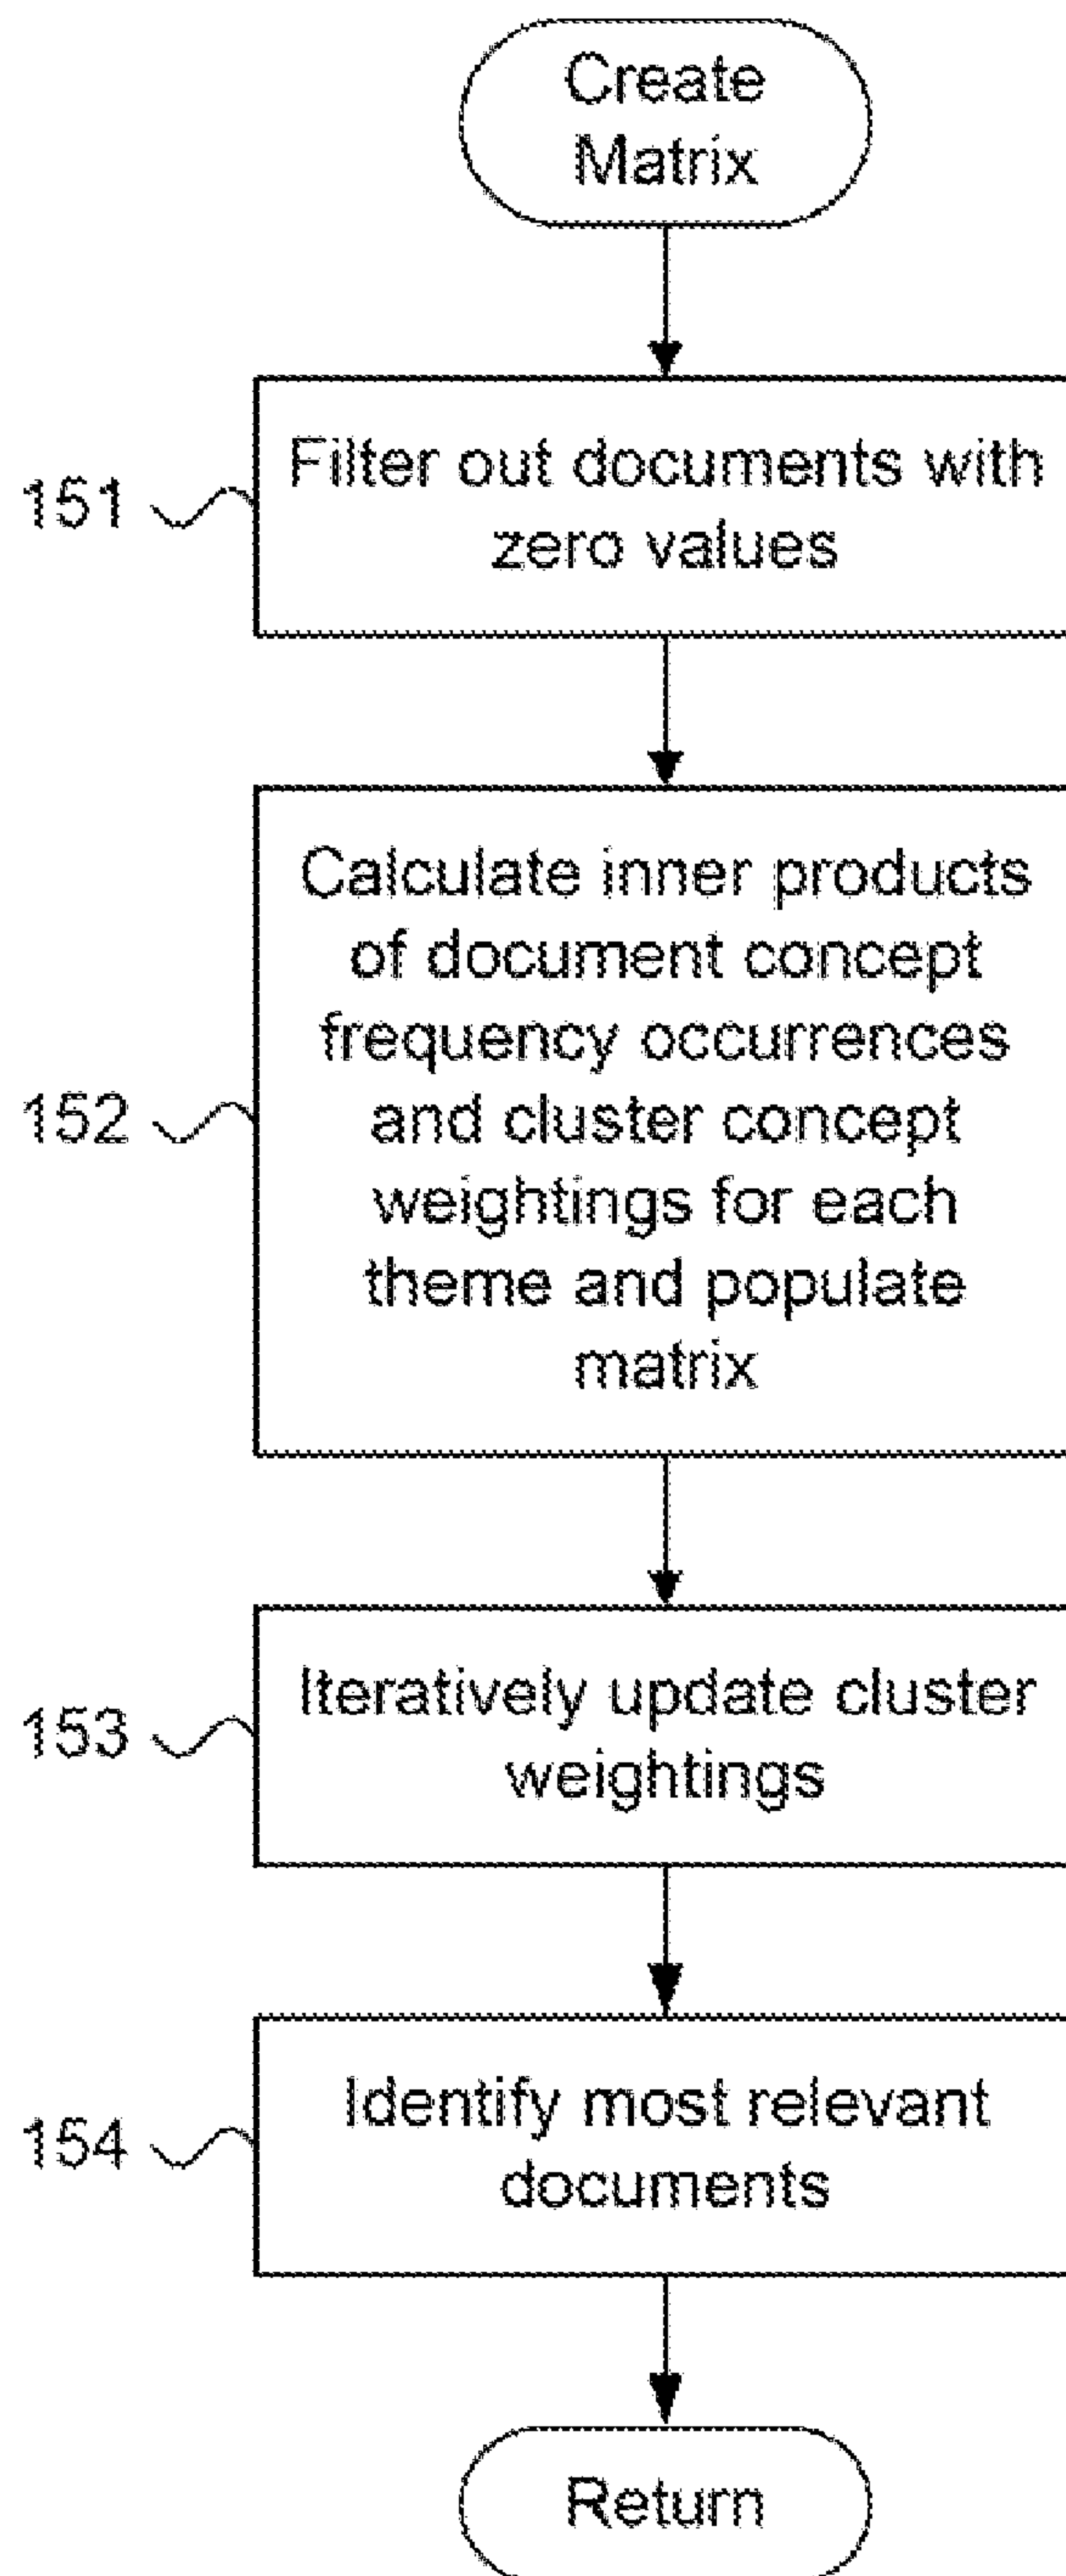 Create
Matrix
151
Filter out documents with
zero values
152
Calculate inner products
of document concept
frequency occurrences
and cluster concept
weightings for each
theme and populate
matrix
153
Iteratively update cluster
weightings
154
Identify most relevant
documents
Return